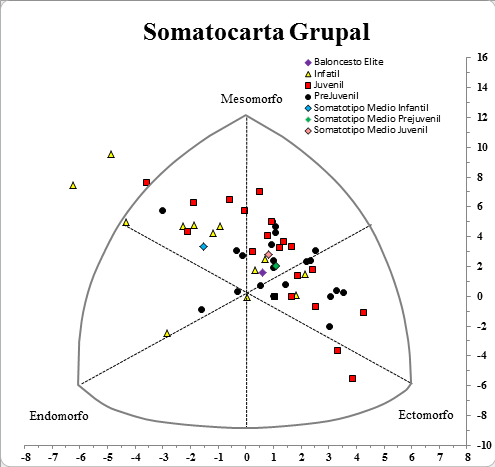 Somatocarta Grupal
Baloncesto Elite
Infatil
Juvenil
PreJuvenil
Somatotipo Medio Infantil
Somatotipo Medio Prejuvenil
Somatotipo Medio Juvenil
Mesomorfo
Endomorfo
Ectomorfo
16
14
12
10
8
6
4
2
0
-2
-4
-6
-8
-10
-8 -7 -6 -5 -4 -3 -2 -1 0 1 2 3 4 5 6 7 8